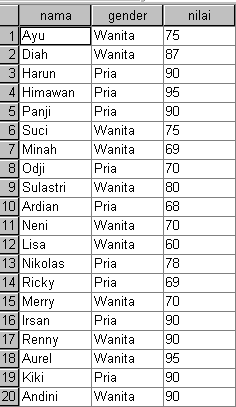 nama gender nilai
1 Ayu Wanita 75
2 Diah Wanita 87
3 Harun Pria 90
4 Himawan Pria 95
5 Panji Pria 90
6 Suci Wanita 75
7 Minah Wanita 69
8 Odji Pria 70
9 Sulastri Wanita 80
10 Ardian Pria 68
11 Neni Wanita 70
12 Lisa Wanita 60
13 Nikolas Pria 78
14 Ricky Pria 69
15 Merry Wanita 70
16 Irsan Pria 90
17 Renny Wanita 90
18 Aurel Wanita 95
19 Kiki Pria 90
20 Andini Wanita 90